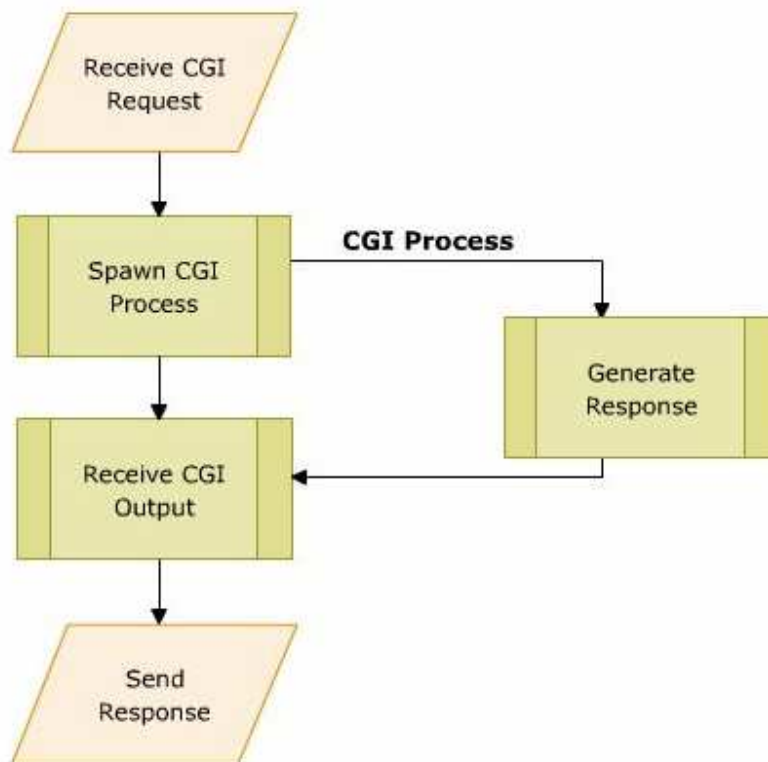 Receive CGI
Request
Spawn CGI
Process
CGI Process
Generate
Response
Receive CGI
Output
Send
Response